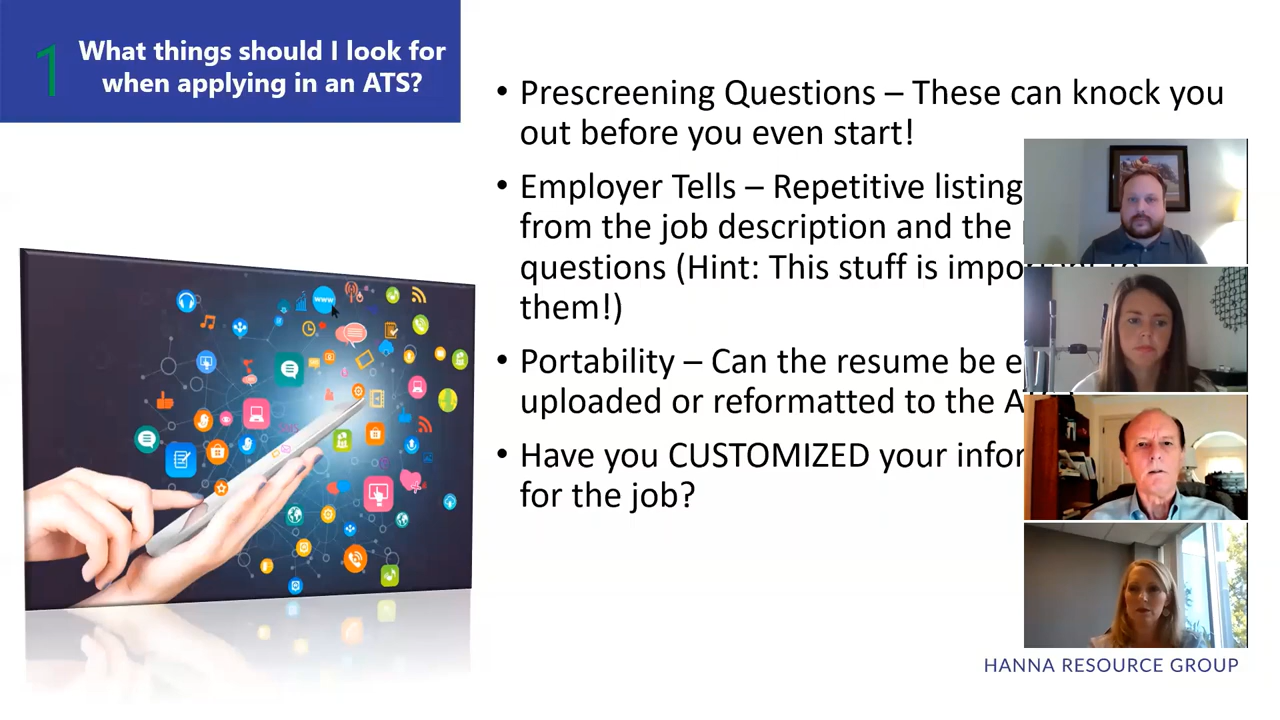 1
What things should I look for
when applying in an ATS?
• Prescreening Questions – These can knock you
out before you even start!
• Employer Tells – Repetitive listing
from the job description and the
questions (Hint: This stuff is important to
them!)
• Portability – Can the resume be
uploaded or reformatted to the
• Have you CUSTOMIZED your
for the job?
www
HANNA RESOURCE GROUP